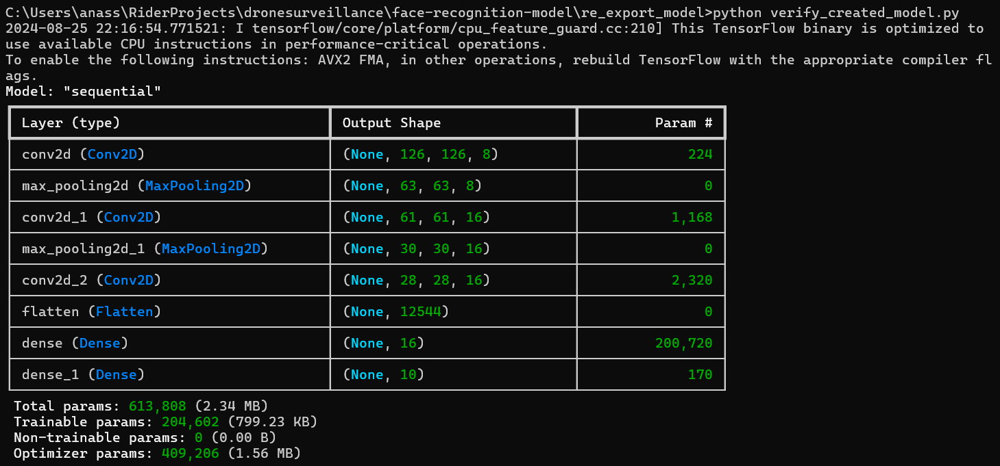 C:\Users\anass\RiderProjects\dronesurveillance\face-recognition-model\re_export_model>python verify_created_model.py
2024-08-25 22:16:54.771521: I tensorflow/core/platform/cpu_feature_guard.cc:210] This TensorFlow binary is optimized to
use available CPU instructions in performance-critical operations.
To enable the following instructions: AVX2 FMA, in other operations, rebuild TensorFlow with the appropriate compiler fl
ags.
Model: "sequential"
Layer (type) Output Shape Param #
conv2d (Conv2D) (None, 126, 126, 8) 224
max_pooling2d (MaxPooling2D) (None, 63, 63, 8) 0
conv2d_1 (Conv2D) (None, 61, 61, 16) 1,168
max_pooling2d_1 (MaxPooling2D) (None, 30, 30, 16) 0
conv2d_2 (Conv2D) (None, 28, 28, 16) 2,320
flatten (Flatten) (None, 12544) 0
dense (Dense) (None, 16) 200,720
dense_1 (Dense) (None, 10) 170
Total params: 613,808 (2.34 MB)
Trainable params: 204,602 (799.23 KB)
Non-trainable params: 0 (0.00 B)
Optimizer params: 409,206 (1.56 MB)